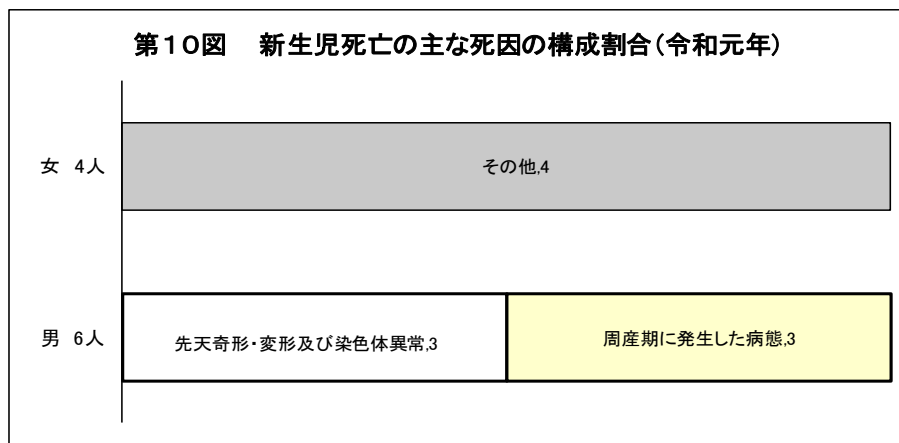 第１０図　新生児死亡の主な死因の構成割合(令和元年)
女 4人
その他,4
男 6人
先天奇形・変形及び染色体異常,3
周産期に発生した病態,3